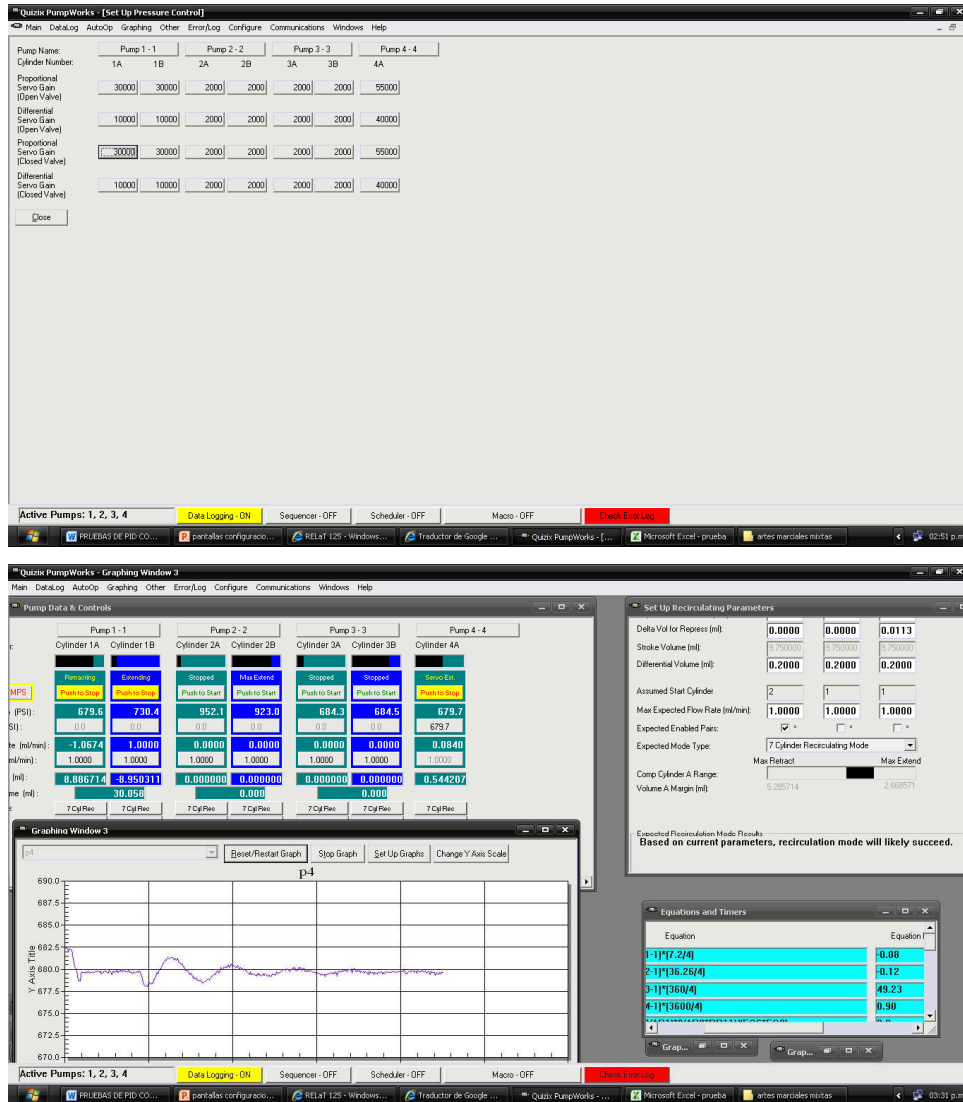 Quizix PumpWorks - [Set Up Pressure Control]
Main DataLog AutoOp Graphing Other Error/Log Configure Communications Windows Help
Pump Name: Pump 1 - 1 Pump 2 - 2 Pump 3 - 3 Pump 4 - 4
Cylinder Number: 1A 1B 2A 2B 3A 3B 4A
Proportional
Servo Gain 30000 30000 2000 2000 2000 2000 55000
(Open Valve)
Differential
Servo Gain 10000 10000 2000 2000 2000 2000 40000
(Open Valve)
Proportional
Servo Gain 30000 30000 2000 2000 2000 2000 55000
(Closed Valve)
Differential
Servo Gain 10000 10000 2000 2000 2000 2000 40000
(Closed Valve)
Close
Active Pumps: 1, 2, 3, 4 Data Logging - ON Sequencer - OFF Scheduler - OFF Macro - OFF Check Error Log
PRUEBAS DE PID CO... pantallas configuracio... RELaT 125 - Windows... Traductor de Google ... Quizix PumpWorks - [... Microsoft Excel - prueba artes marciales mixtas 02:51 p.m
Quizix PumpWorks - Graphing Window 3
Main DataLog AutoOp Graphing Other Error/Log Configure Communications Windows Help
Pump Data & Controls
Pump 1 - 1 Pump 2 - 2 Pump 3 - 3 Pump 4 - 4
r: Cylinder 1A Cylinder 1B Cylinder 2A Cylinder 2B Cylinder 3A Cylinder 3B Cylinder 4A
Retracting Extending Stopped Max Extend Stopped Stopped Servo Ext.
MPS Push to Stop Push to Stop Push to Start Push to Start Push to Start Push to Start Push to Stop
(PSI) : 679.6 730.4 952.1 923.0 684.3 684.5 679.7
SI) : 0.0 0.0 0.0 0.0 0.0 0.0 679.7
te (ml/min) : -1.0674 1.0000 0.0000 0.0000 0.0000 0.0000 0.0840
ml/min) : 1.0000 1.0000 1.0000 1.0000 1.0000 1.0000 1.0000
(ml) : 8.886714 -8.950311 0.000000 0.000000 0.000000 0.000000 0.544207
me (ml) : 30.058 0.000 0.000
7 Cyl Rec 7 Cyl Rec 7 Cyl Rec 7 Cyl Rec 7 Cyl Rec 7 Cyl Rec 7 Cyl Rec
Graphing Window 3
p4 Reset/Restart Graph Stop Graph Set Up Graphs Change Y Axis Scale
p4
690.0
687.5
685.0
682.5
680.0
677.5
675.0
672.5
670.0
Y Axis Title
Set Up Recirculating Parameters
Delta Vol for Repress (ml): 0.0000 0.0000 0.0113
Stroke Volume (ml): 9.750000 9.750000 9.750000
Differential Volume (ml): 0.2000 0.2000 0.2000
Assumed Start Cylinder 2 1 1
Max Expected Flow Rate (ml/min): 1.0000 1.0000 1.0000
Expected Enabled Pairs: * * *
Expected Mode Type: 7 Cylinder Recirculating Mode
Max Retract Max Extend
Comp Cylinder A Range:
Volume A Margin (ml): 5.285714 2.668571
Expected Recirculation Mode Results
Based on current parameters, recirculation mode will likely succeed.
Equations and Timers
Equation Equation
1-1)*(7.2/4) -0.08
2-1)*(36.26/4) -0.12
3-1)*(360/4) 49.23
4-1)*(3600/4) 0.90
Grap... Grap...
Active Pumps: 1, 2, 3, 4 Data Logging - ON Sequencer - OFF Scheduler - OFF Macro - OFF Check Error Log
PRUEBAS DE PID CO... pantallas configuracio... RELaT 125 - Windows... Traductor de Google ... Quizix PumpWorks - ... Microsoft Excel - prueba artes marciales mixtas 03:31 p.m